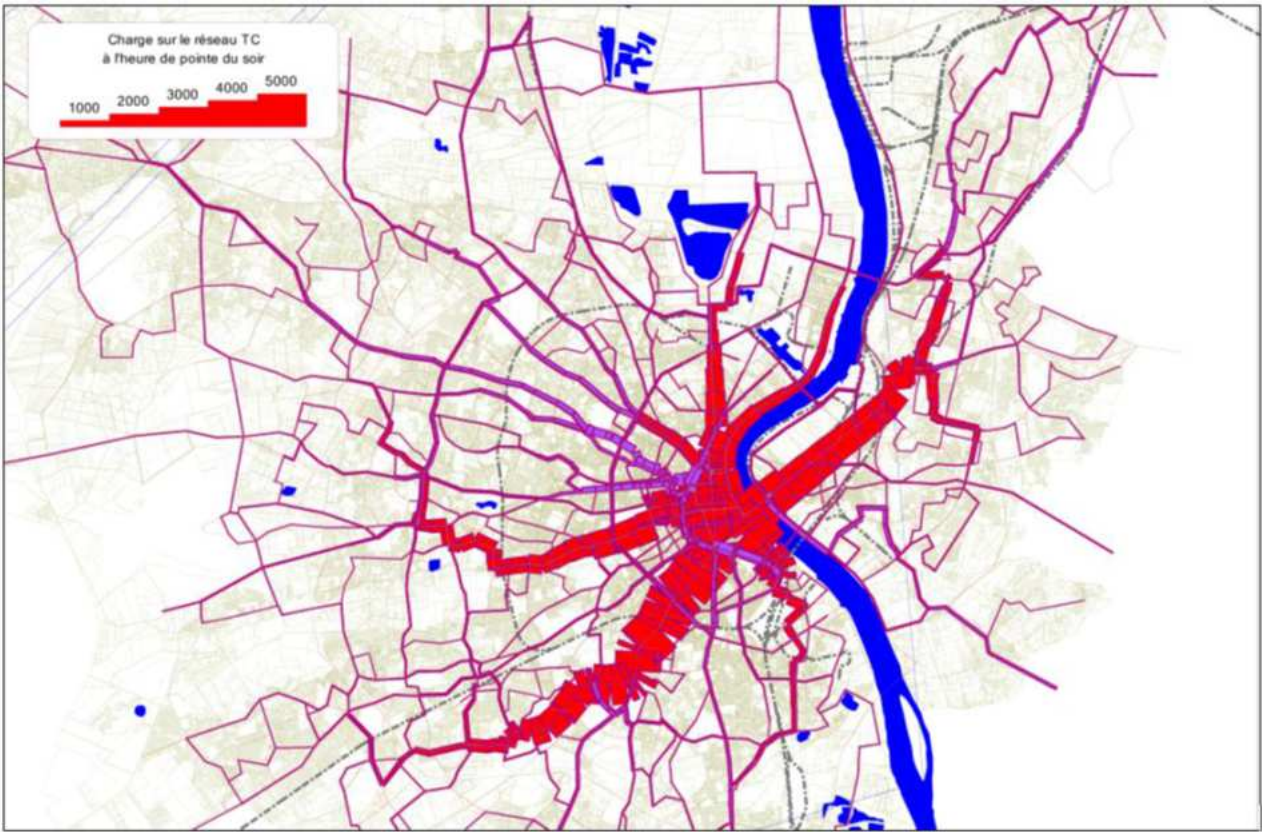 Charge sur le réseau TC
à l'heure de pointe du soir
1000 2000 3000 4000 5000